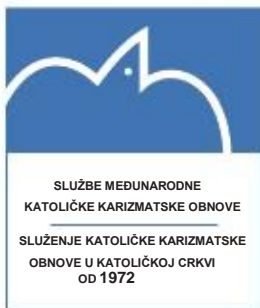 SLUŽBE MEĐUNARODNE
KATOLIČKE KARIZMATSKE OBNOVE
SLUŽENJE KATOLIČKE KARIZMATSKE
OBNOVE U KATOLIČKOJ CRKVI
OD 1972